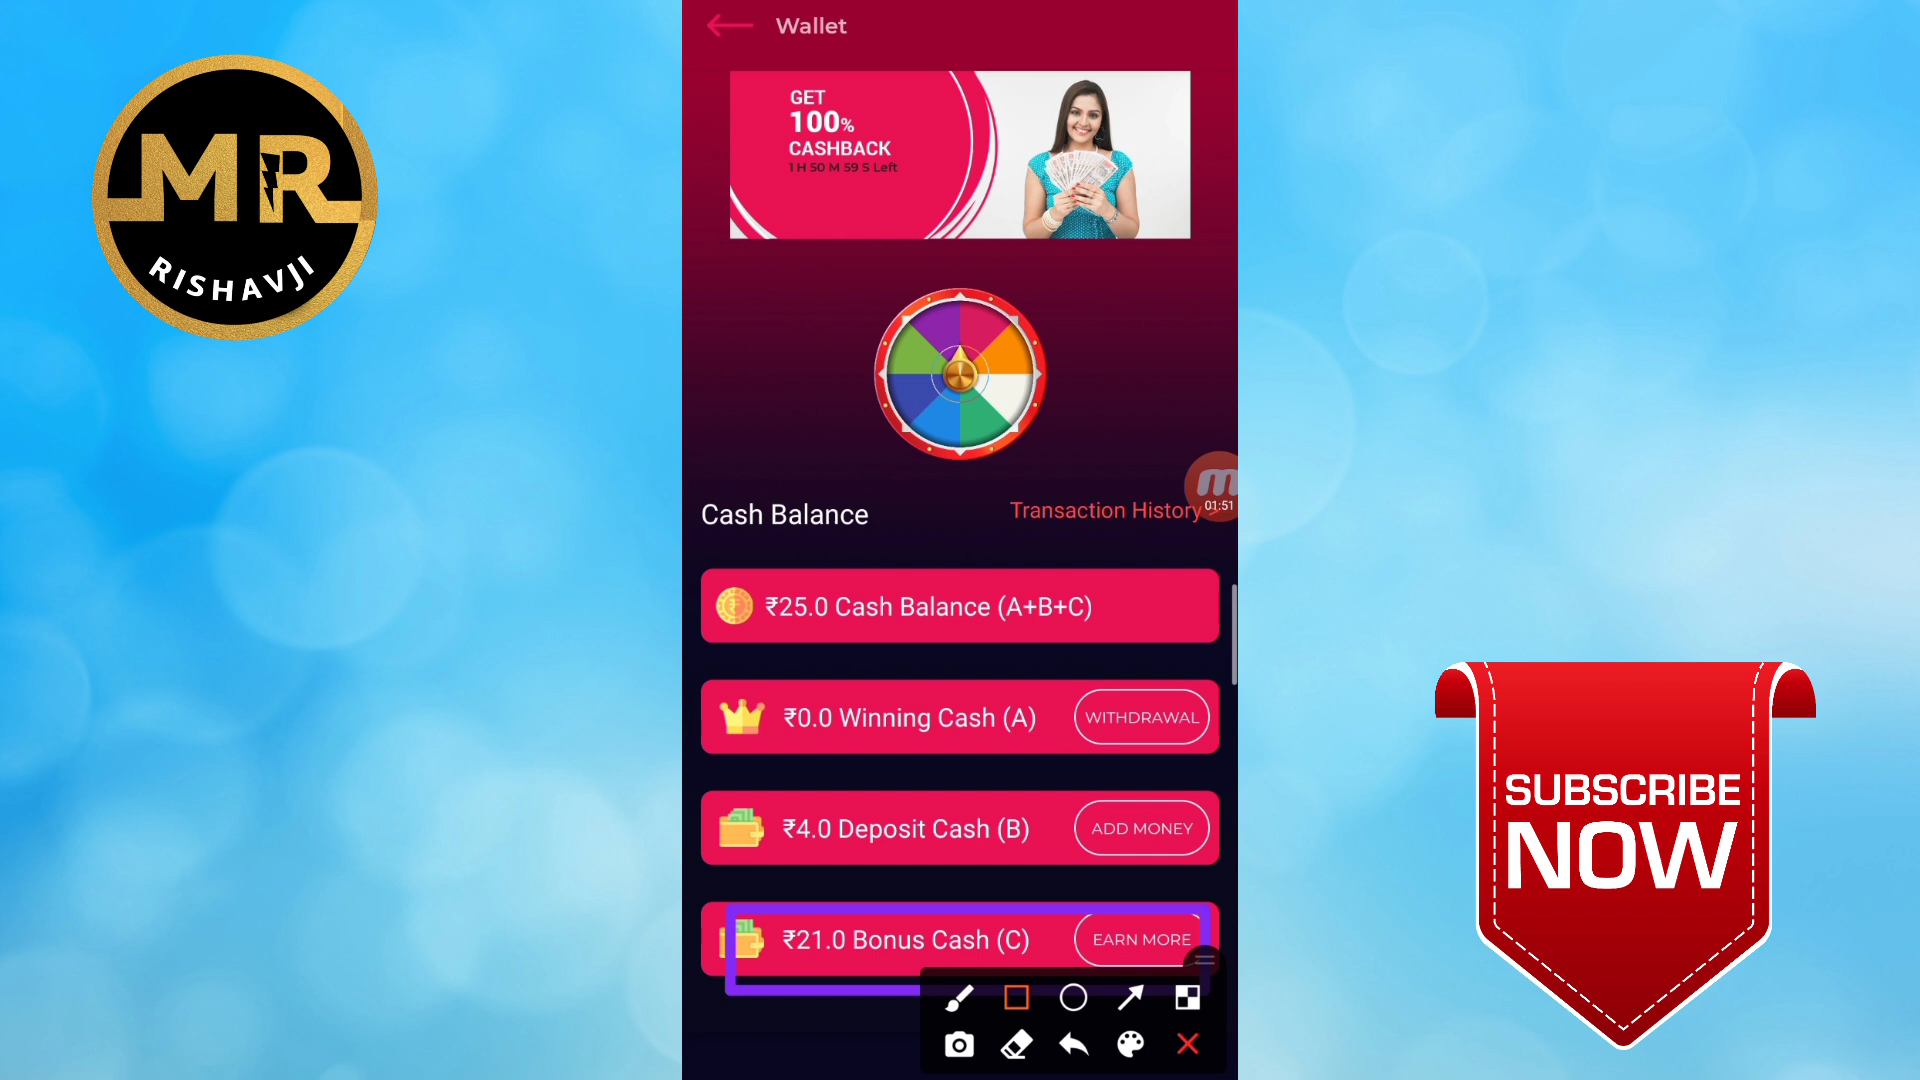 MR
RISHAVJI
Wallet
GET
100%
CASHBACK
1 H 50 M 59 S Left
Cash Balance
Transaction History >
m
01:51
₹25.0 Cash Balance (A+B+C)
₹0.0 Winning Cash (A)
WITHDRAWAL
₹4.0 Deposit Cash (B)
ADD MONEY
₹21.0 Bonus Cash (C)
EARN MORE
SUBSCRIBE
NOW